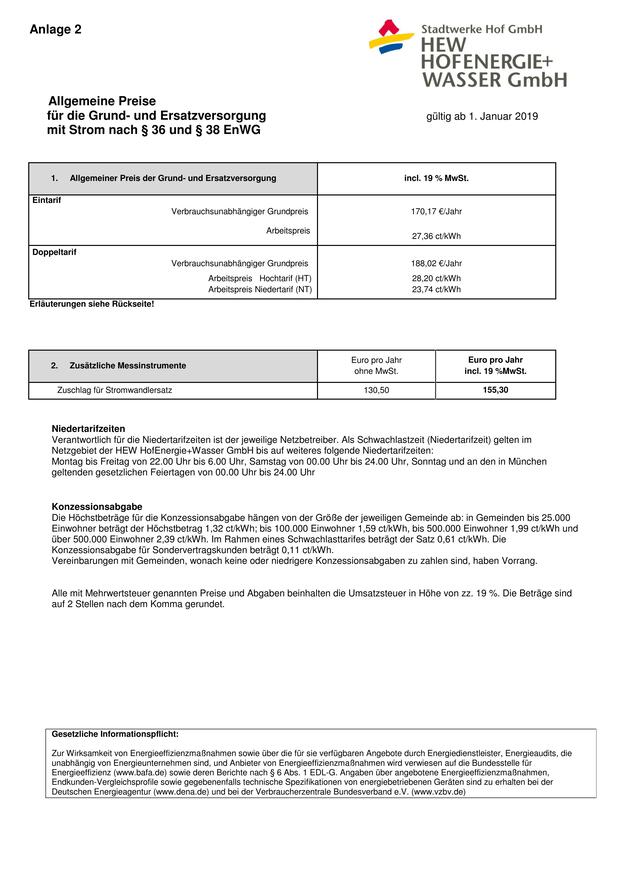 Anlage 2
Stadtwerke Hof GmbH
HEW
HOFENERGIE+
WASSER GmbH
Allgemeine Preise
für die Grund- und Ersatzversorgung
mit Strom nach § 36 und § 38 EnWG
gültig ab 1. Januar 2019
1. Allgemeiner Preis der Grund- und Ersatzversorgung
incl. 19 % MwSt.
Eintarif
Verbrauchsunabhängiger Grundpreis
170,17 €/Jahr
Arbeitspreis
27,36 ct/kWh
Doppeltarif
Verbrauchsunabhängiger Grundpreis
188,02 €/Jahr
Arbeitspreis Hochtarif (HT)
28,20 ct/kWh
Arbeitspreis Niedertarif (NT)
23,74 ct/kWh
Erläuterungen siehe Rückseite!
2. Zusätzliche Messinstrumente
Euro pro Jahr
ohne MwSt.
Euro pro Jahr
incl. 19 %MwSt.
Zuschlag für Stromwandlersatz
130,50
155,30
Niedertarifzeiten
Verantwortlich für die Niedertarifzeiten ist der jeweilige Netzbetreiber. Als Schwachlastzeit (Niedertarifzeit) gelten im
Netzgebiet der HEW HofEnergie+Wasser GmbH bis auf weiteres folgende Niedertarifzeiten:
Montag bis Freitag von 22.00 Uhr bis 6.00 Uhr, Samstag von 00.00 Uhr bis 24.00 Uhr, Sonntag und an den in München
geltenden gesetzlichen Feiertagen von 00.00 Uhr bis 24.00 Uhr
Konzessionsabgabe
Die Höchstbeträge für die Konzessionsabgabe hängen von der Größe der jeweiligen Gemeinde ab: in Gemeinden bis 25.000
Einwohner beträgt der Höchstbetrag 1,32 ct/kWh; bis 100.000 Einwohner 1,59 ct/kWh, bis 500.000 Einwohner 1,99 ct/kWh und
über 500.000 Einwohner 2,39 ct/kWh. Im Rahmen eines Schwachlasttarifes beträgt der Satz 0,61 ct/kWh. Die
Konzessionsabgabe für Sondervertragskunden beträgt 0,11 ct/kWh.
Vereinbarungen mit Gemeinden, wonach keine oder niedrigere Konzessionsabgaben zu zahlen sind, haben Vorrang.
Alle mit Mehrwertsteuer genannten Preise und Abgaben beinhalten die Umsatzsteuer in Höhe von zz. 19 %. Die Beträge sind
auf 2 Stellen nach dem Komma gerundet.
Gesetzliche Informationspflicht:
Zur Wirksamkeit von Energieeffizienzmaßnahmen sowie über die für sie verfügbaren Angebote durch Energiedienstleister, Energieaudits, die
unabhängig von Energieunternehmen sind, und Anbieter von Energieeffizienzmaßnahmen wird verwiesen auf die Bundesstelle für
Energieeffizienz (www.bafa.de) sowie deren Berichte nach § 6 Abs. 1 EDL-G. Angaben über angebotene Energieeffizienzmaßnahmen,
Endkunden-Vergleichsprofile sowie gegebenenfalls technische Spezifikationen von energiebetriebenen Geräten sind zu erhalten bei der
Deutschen Energieagentur (www.dena.de) und bei der Verbraucherzentrale Bundesverband e.V. (www.vzbv.de)